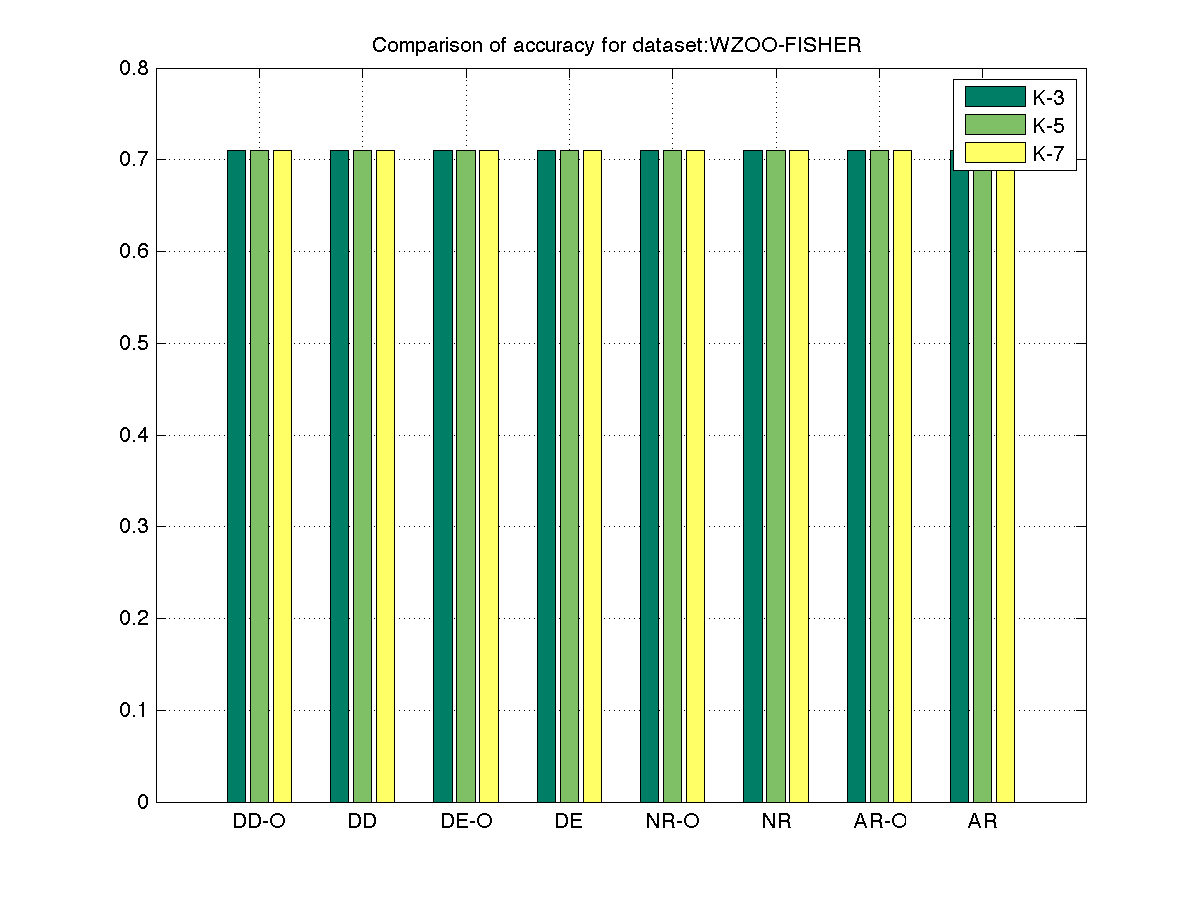 Comparison of accuracy for dataset:WZOO-FISHER
0.8
0.7
0.6
0.5
0.4
0.3
0.2
0.1
0
K-3
K-5
K-7
DD-O DD DE-O DE NR-O NR AR-O AR